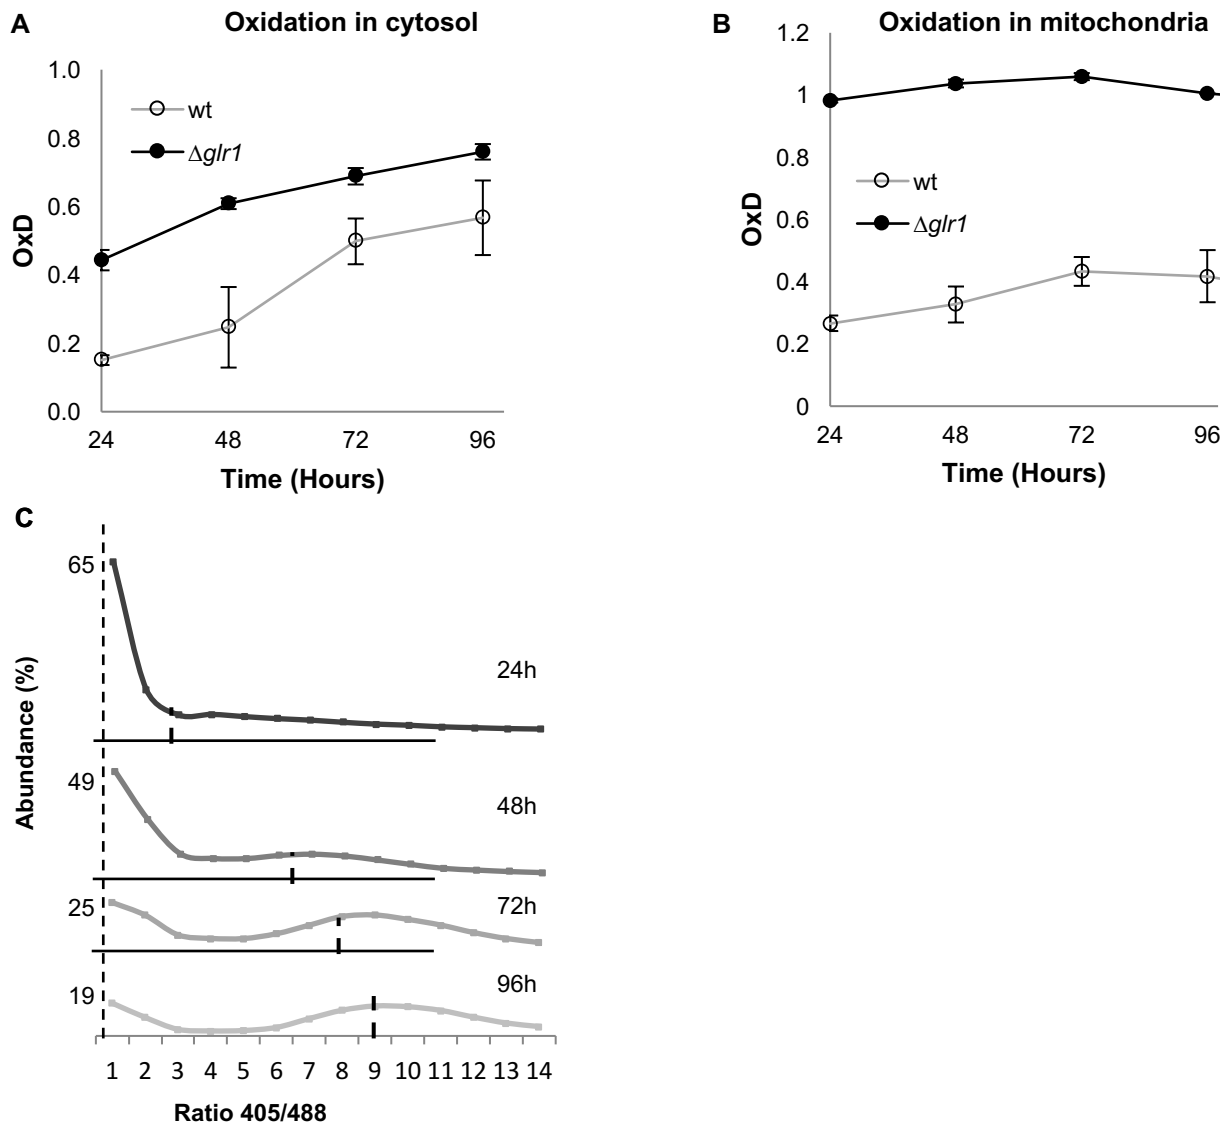 A
Oxidation in cytosol
1.0
0.8
0.6
0.4
0.2
0.0
OxD
wt
Δglr1
24 48 72 96
Time (Hours)
B
Oxidation in mitochondria
1.2
1
0.8
0.6
0.4
0.2
0
OxD
wt
Δglr1
24 48 72 96
Time (Hours)
C
Abundance (%)
65
24h
49
48h
25
72h
19
96h
1 2 3 4 5 6 7 8 9 10 11 12 13 14
Ratio 405/488